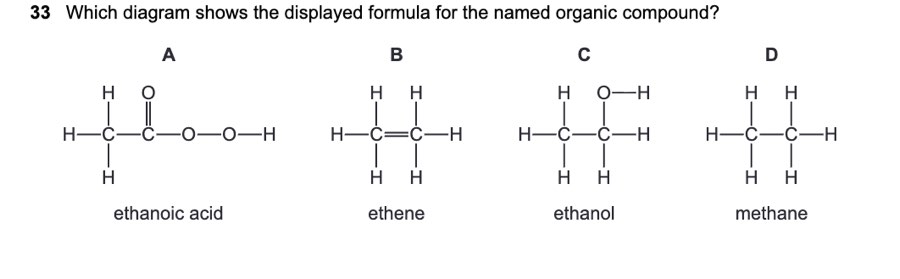 33 Which diagram shows the displayed formula for the named organic compound?
A B C D
H O H H H O—H H H
H—C—C—O—O—H H—C=C—H H—C—C—H H—C—C—H
H H H H H H H
ethanoic acid ethene ethanol methane